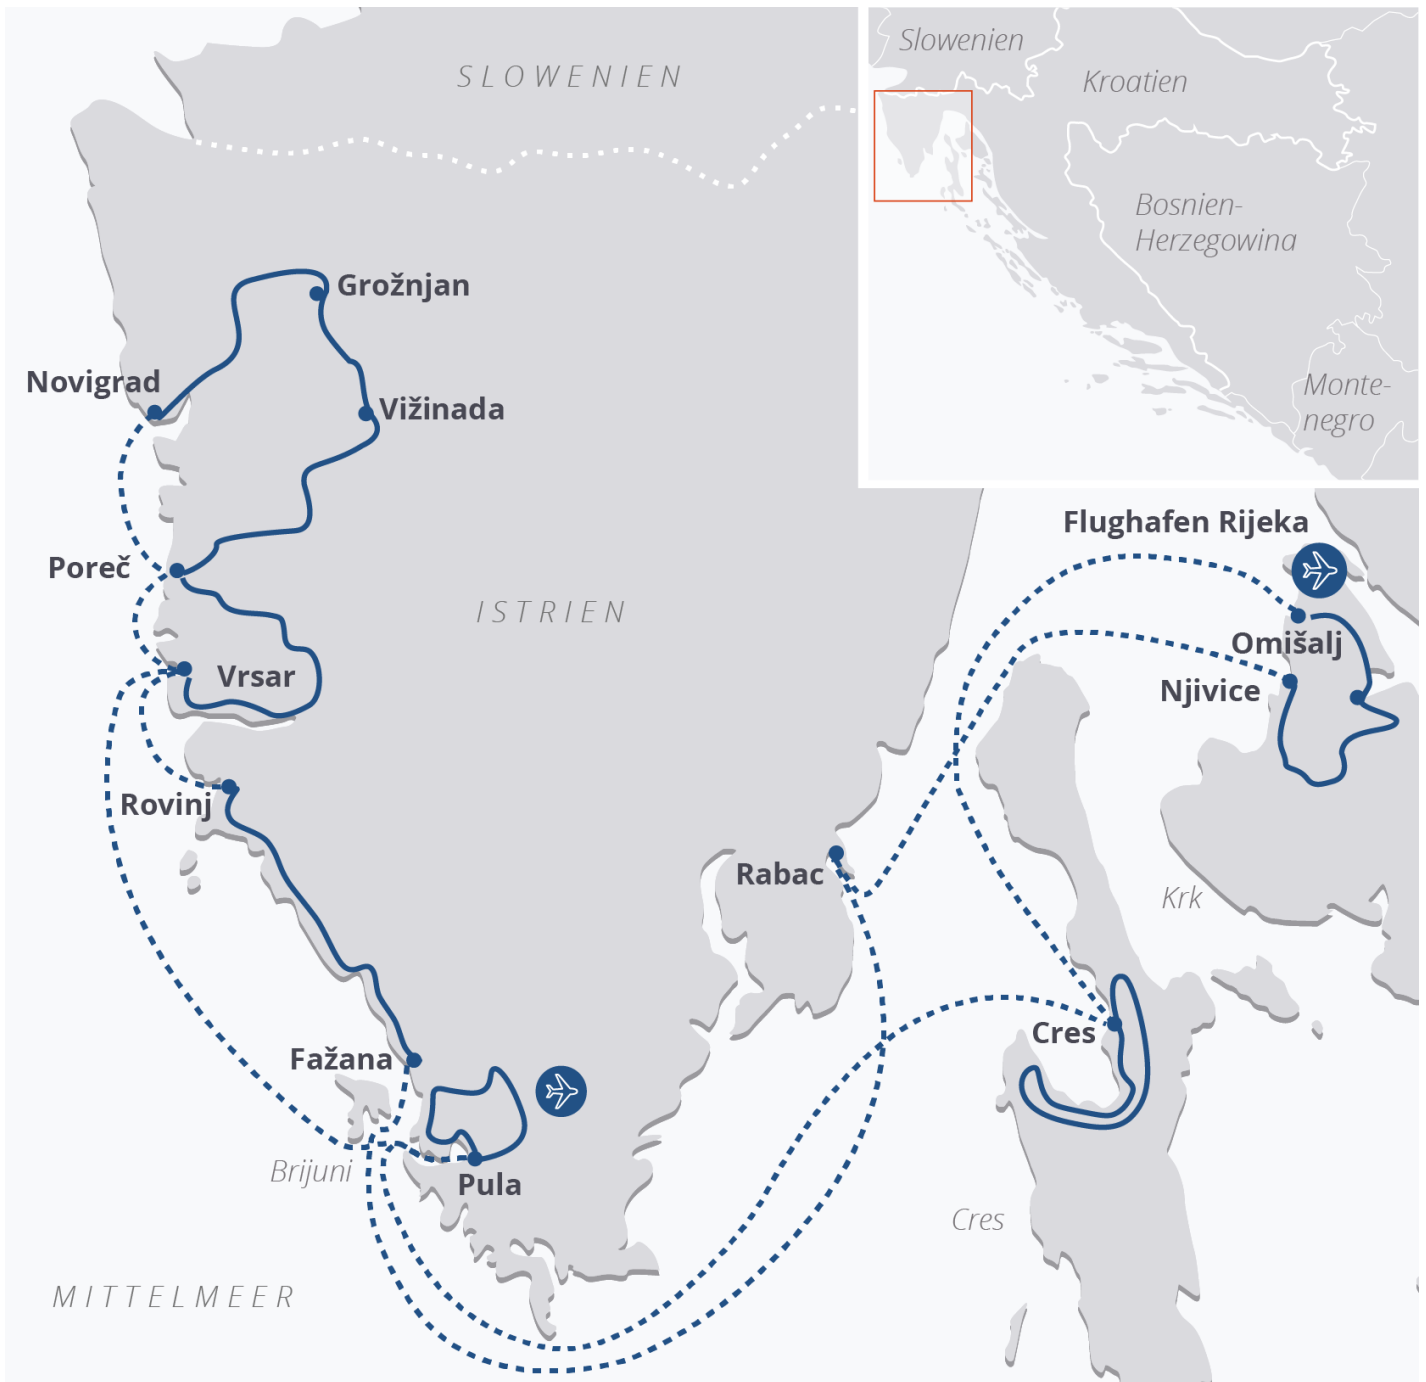 SLOWENIEN
Slowenien
Kroatien
Bosnien-
Herzegowina
Monte-
negro
Grožnjan
Novigrad
Vižinada
Flughafen Rijeka
Poreč
ISTRIEN
Omišalj
Vrsar
Njivice
Rovinj
Rabac
Krk
Cres
Fažana
Brijuni
Pula
Cres
MITTELMEER